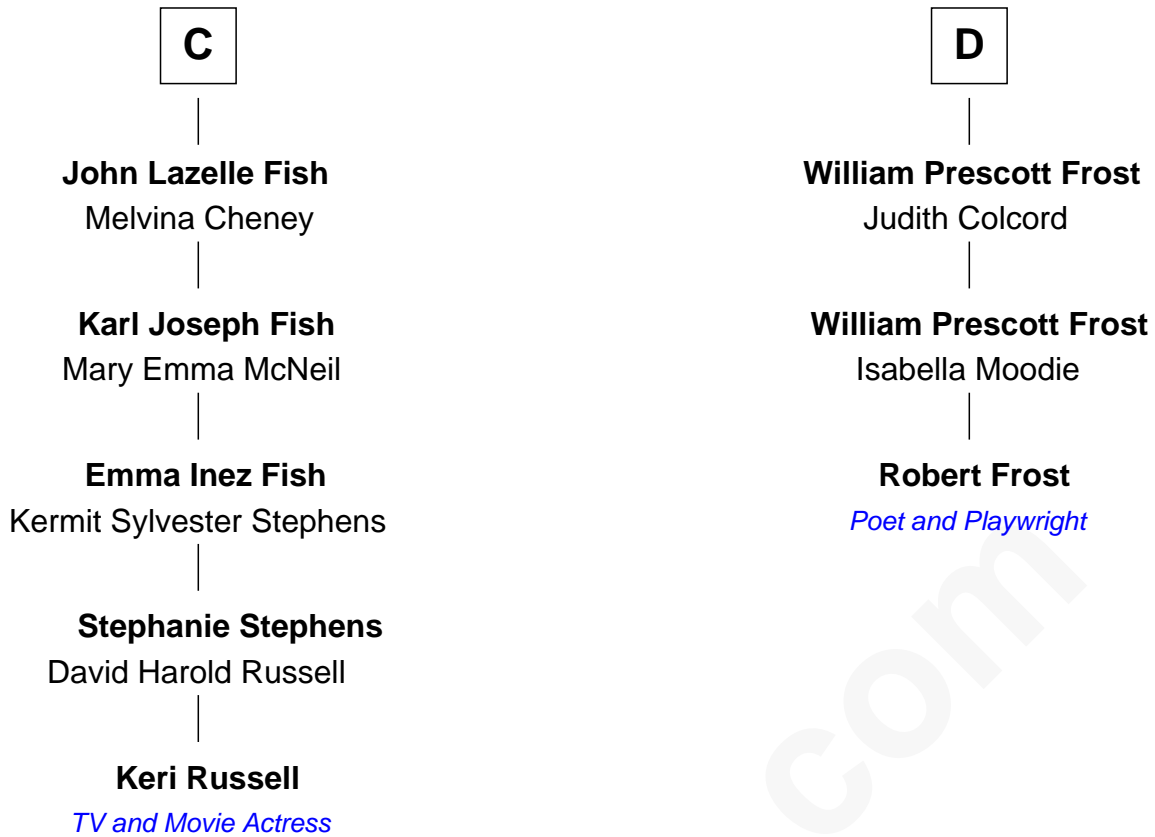 C
John Lazelle Fish
Melvina Cheney
Karl Joseph Fish
Mary Emma McNeil
Emma Inez Fish
Kermit Sylvester Stephens
Stephanie Stephens
David Harold Russell
Keri Russell
TV and Movie Actress
D
William Prescott Frost
Judith Colcord
William Prescott Frost
Isabella Moodie
Robert Frost
Poet and Playwright
com